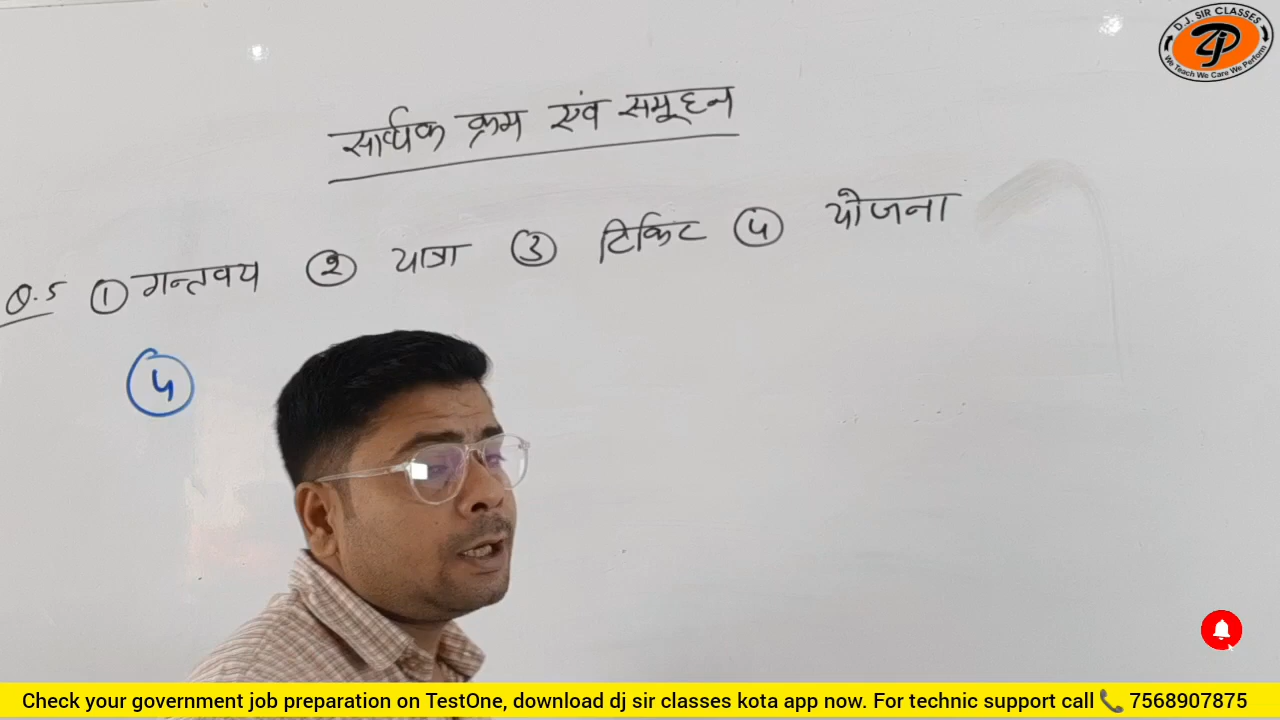 D.J. SIR CLASSES
We Teach We Care We Perform
सार्थक क्रम एंव समूहन
Q.5 ① गन्तवय ② यात्रा ③ टिकिट ④ योजना
④
Check your government job preparation on TestOne, download dj sir classes kota app now. For technic support call 📞 7568907875